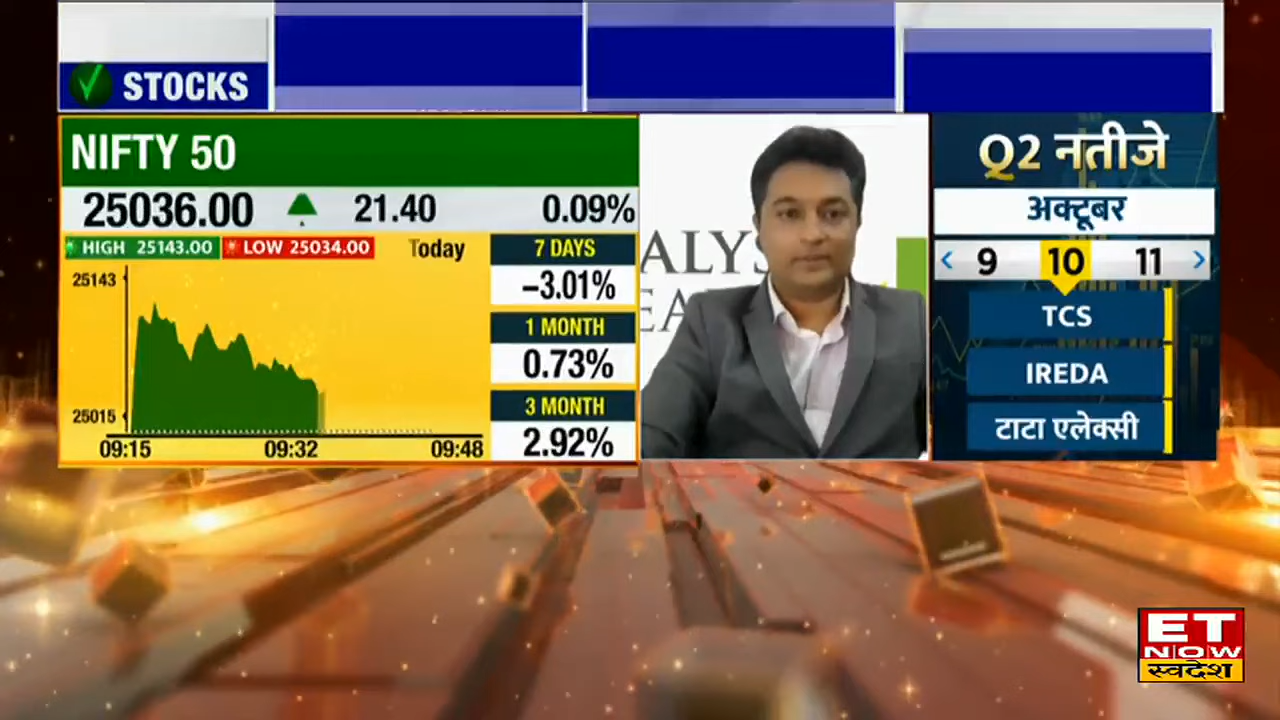 STOCKS
NIFTY 50
25036.00 21.40 0.09%
HIGH 25143.00 LOW 25034.00 Today
25143
25015
09:15 09:32 09:48
7 DAYS
-3.01%
1 MONTH
0.73%
3 MONTH
2.92%
Q2 नतीजे
अक्टूबर
< 9 10 11 >
TCS
IREDA
टाटा एलेक्सी
ET
NOW
स्वदेश